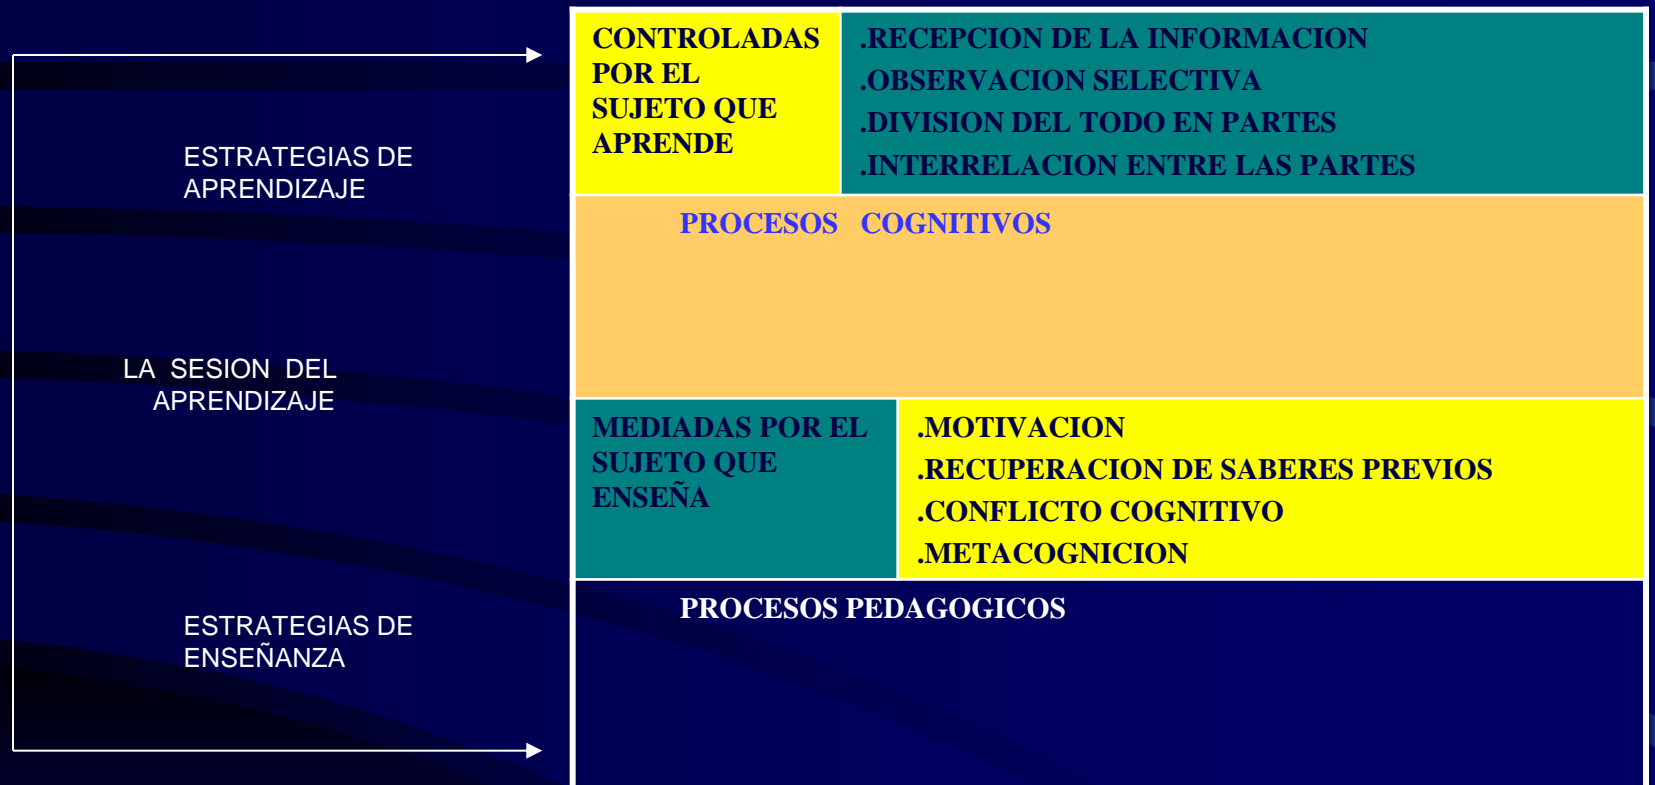 ESTRATEGIAS DE
APRENDIZAJE
LA SESION DEL
APRENDIZAJE
ESTRATEGIAS DE
ENSEÑANZA
CONTROLADAS
POR EL
SUJETO QUE
APRENDE
.RECEPCION DE LA INFORMACION
.OBSERVACION SELECTIVA
.DIVISION DEL TODO EN PARTES
.INTERRELACION ENTRE LAS PARTES
PROCESOS COGNITIVOS
MEDIADAS POR EL
SUJETO QUE
ENSEÑA
.MOTIVACION
.RECUPERACION DE SABERES PREVIOS
.CONFLICTO COGNITIVO
.METACOGNICION
PROCESOS PEDAGOGICOS